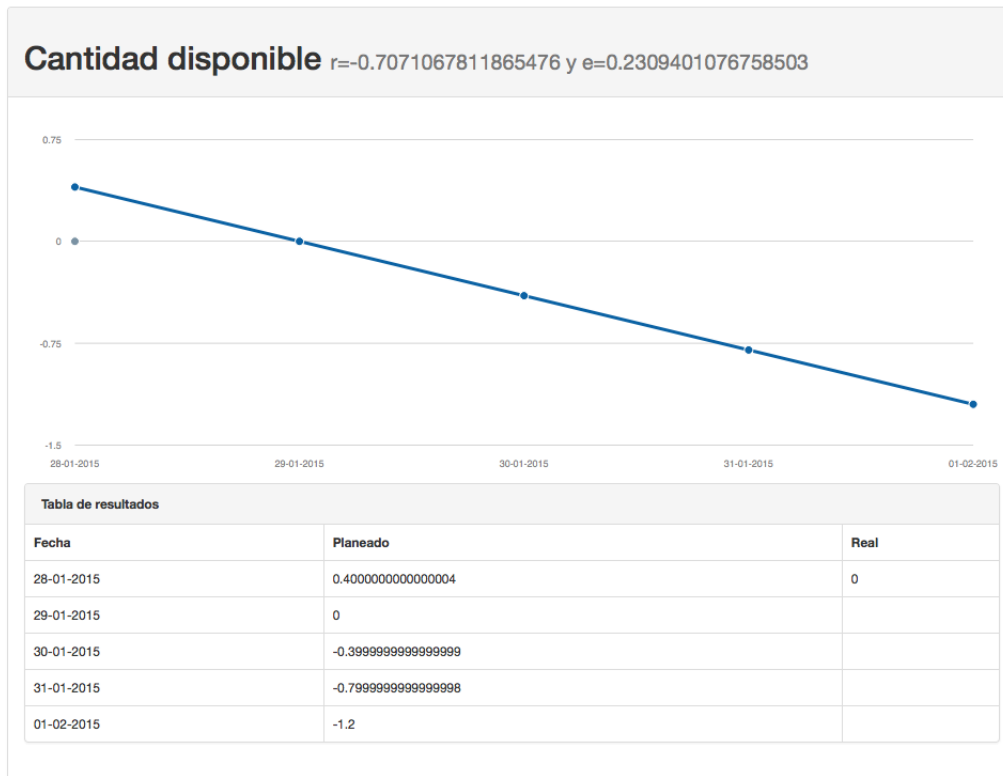 Cantidad disponible r=-0.7071067811865476 y e=0.2309401076758503
0.75
0
-0.75
-1.5
28-01-2015 29-01-2015 30-01-2015 31-01-2015 01-02-2015
Tabla de resultados
Fecha Planeado Real
28-01-2015 0.4000000000000004 0
29-01-2015 0
30-01-2015 -0.3999999999999999
31-01-2015 -0.7999999999999998
01-02-2015 -1.2